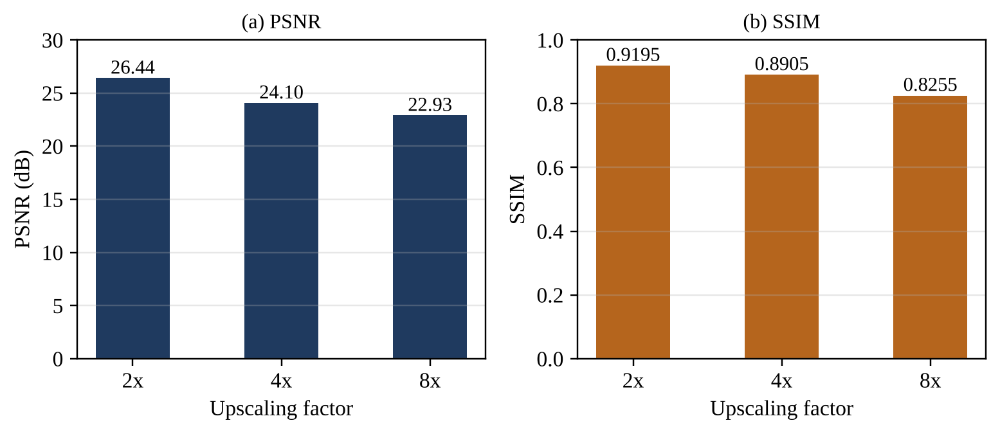 (a) PSNR
PSNR (dB)
30
25
20
15
10
5
0
26.44
24.10
22.93
2x
4x
8x
Upscaling factor
(b) SSIM
SSIM
1.0
0.8
0.6
0.4
0.2
0.0
0.9195
0.8905
0.8255
2x
4x
8x
Upscaling factor